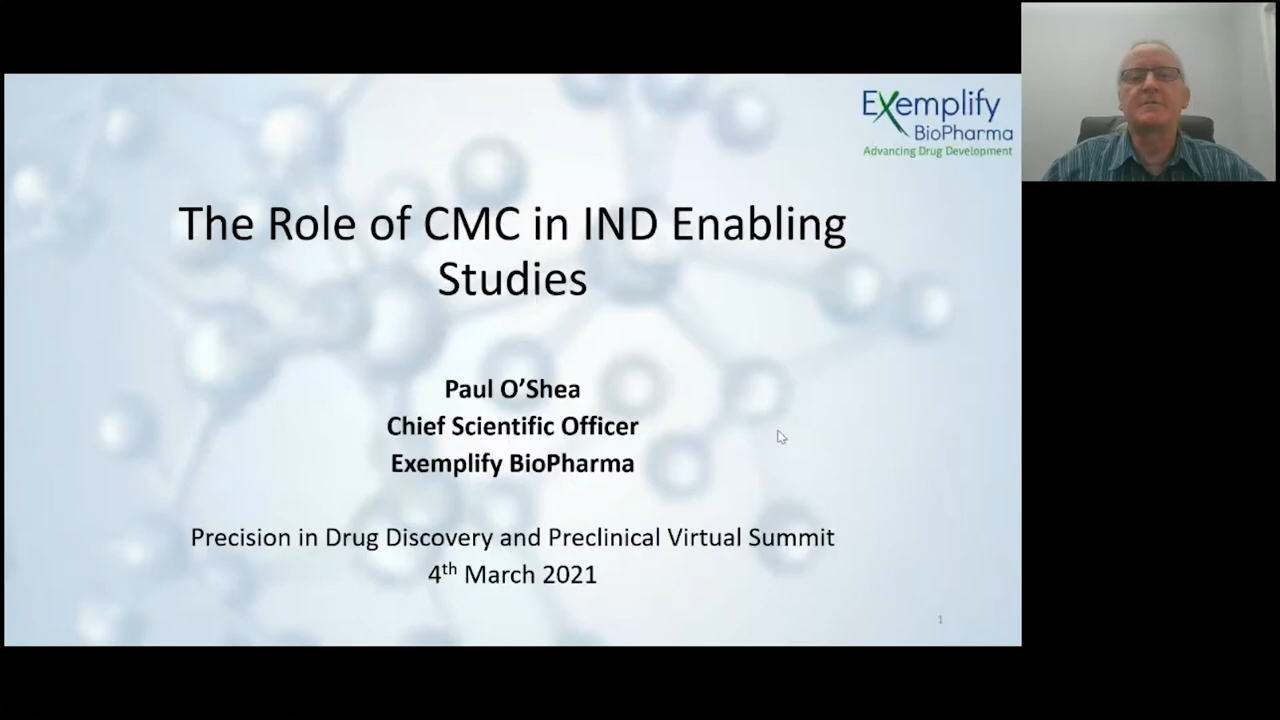 Exemplify
BioPharma
Advancing Drug Development
The Role of CMC in IND Enabling
Studies
Paul O’Shea
Chief Scientific Officer
Exemplify BioPharma
Precision in Drug Discovery and Preclinical Virtual Summit
4th March 2021
1